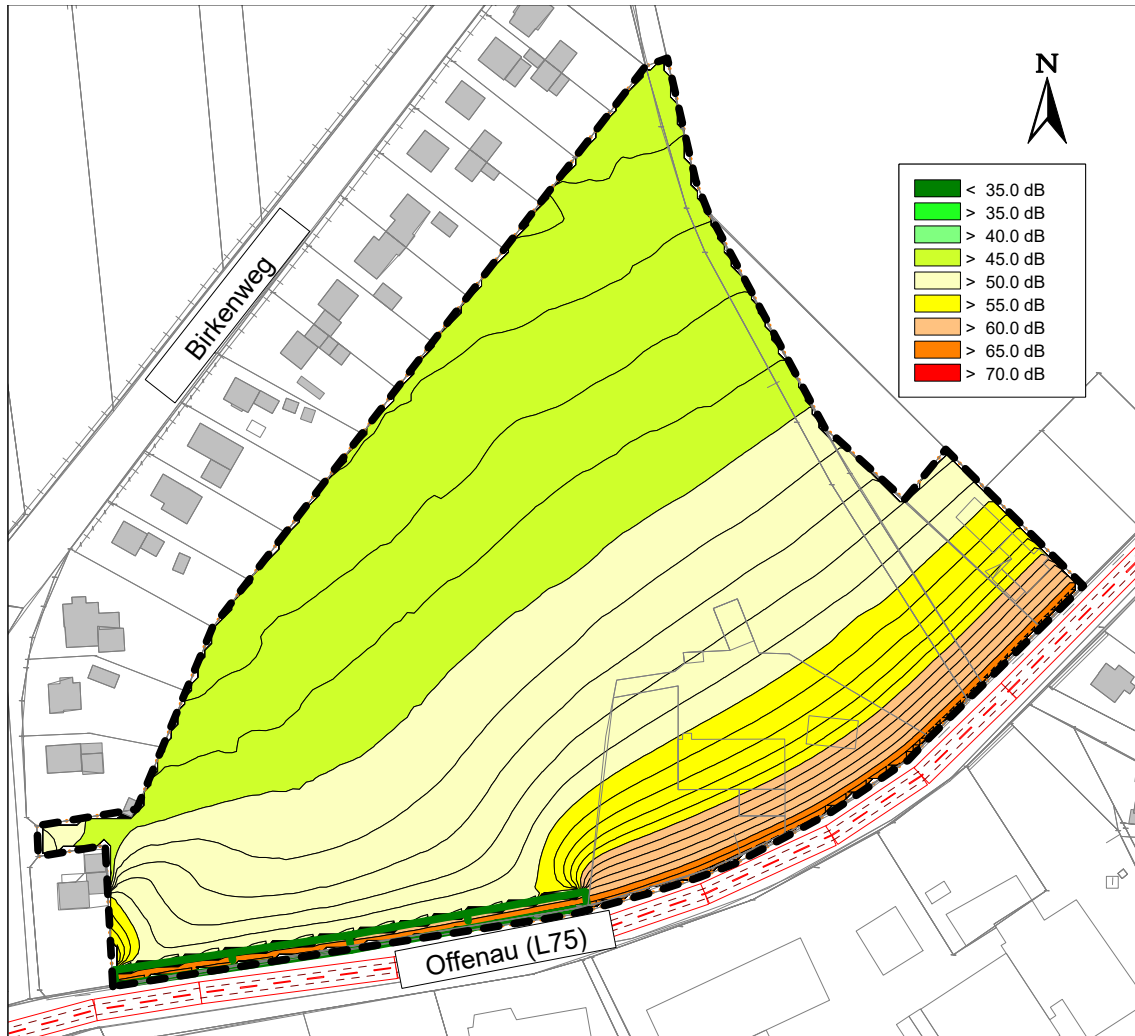 N
< 35.0 dB
> 35.0 dB
> 40.0 dB
> 45.0 dB
> 50.0 dB
> 55.0 dB
> 60.0 dB
> 65.0 dB
> 70.0 dB
Birkenweg
Offenau (L75)